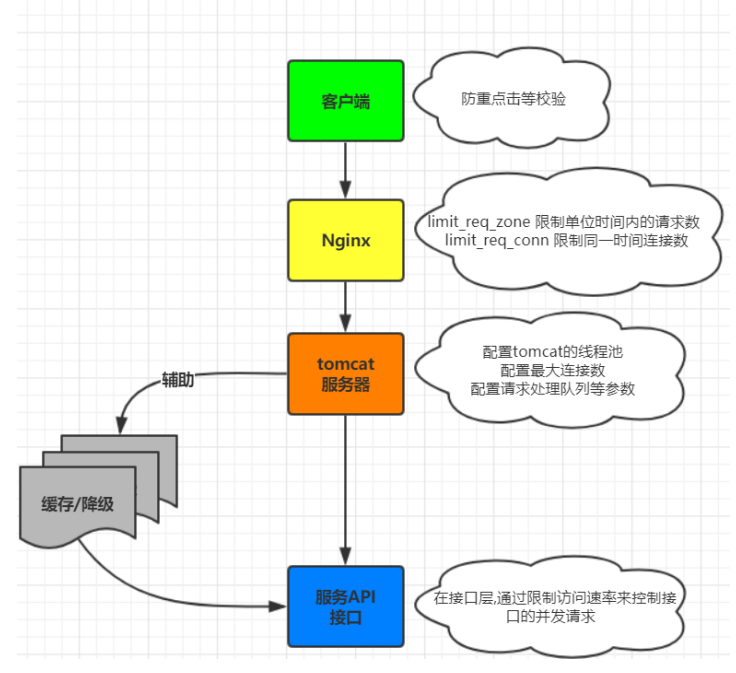 客户端
防重点击等校验
Nginx
limit_req_zone 限制单位时间内的请求数
limit_req_conn 限制同一时间连接数
tomcat
服务器
配置tomcat的线程池
配置最大连接数
配置请求处理队列等参数
辅助
缓存/降级
服务API
接口
在接口层,通过限制访问速率来控制接
口的并发请求